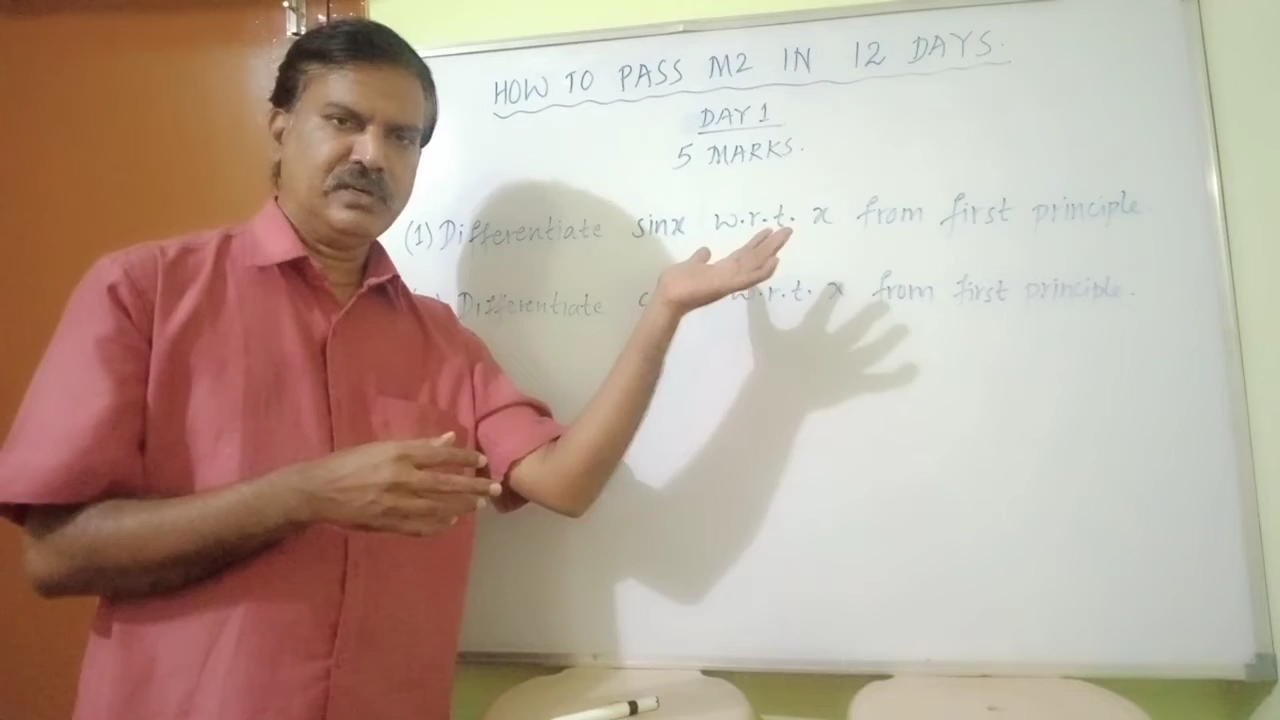 HOW TO PASS M2 IN 12 DAYS.
DAY 1
5 MARKS.
(1) Differentiate sinx w.r.t. x from first principle
Differentiate w.r.t. x from first principle.